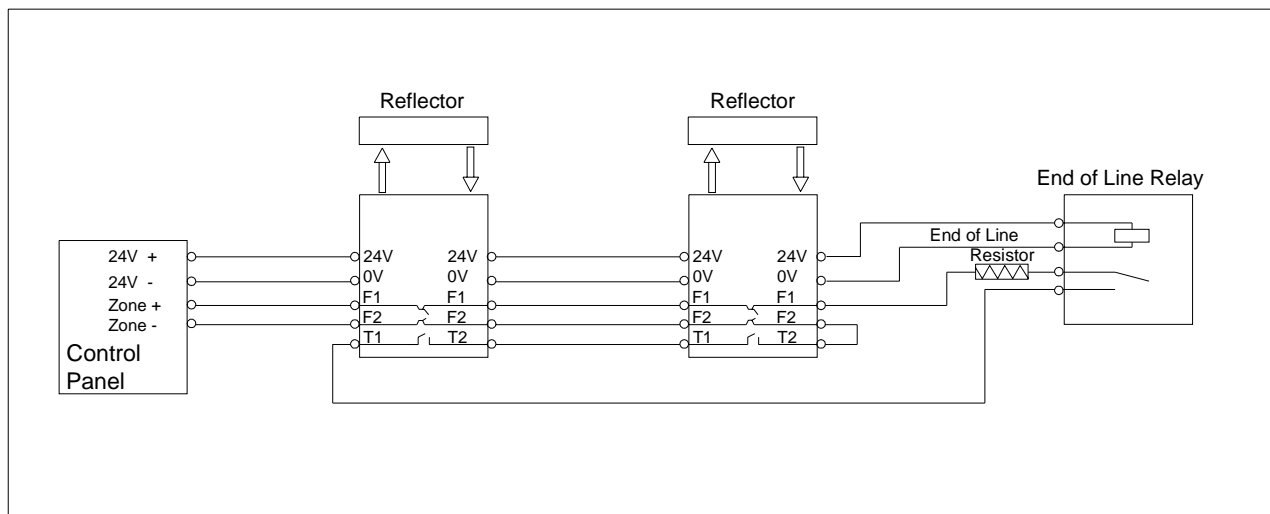 Reflector
Reflector
End of Line Relay
24V +
24V -
Zone +
Zone -
Control
Panel
24V 24V
0V 0V
F1 F1
F2 F2
T1 T2
24V 24V
0V 0V
F1 F1
F2 F2
T1 T2
End of Line
Resistor